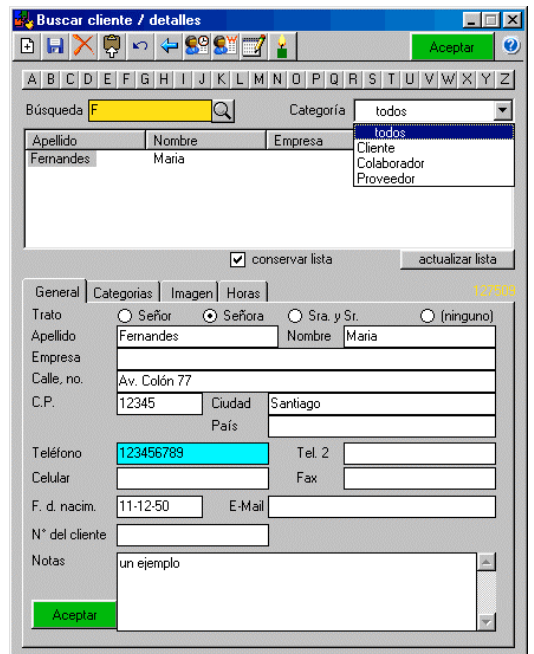 Buscar cliente / detalles
Aceptar
A B C D E F G H I J K L M N O P Q R S T U V W X Y Z
Búsqueda F Categoría todos
todos
Cliente
Colaborador
Proveedor
Apellido Nombre Empresa
Fernandes Maria
conservar lista actualizar lista
General Categorias Imagen Horas 127509
Trato Señor Señora Sra. y Sr. (ninguno)
Apellido Fernandes Nombre Maria
Empresa
Calle, no. Av. Colón 77
C.P. 12345 Ciudad Santiago
País
Teléfono 123456789 Tel. 2
Celular Fax
F. d. nacim. 11-12-50 E-Mail
N° del cliente
Notas un ejemplo
Aceptar